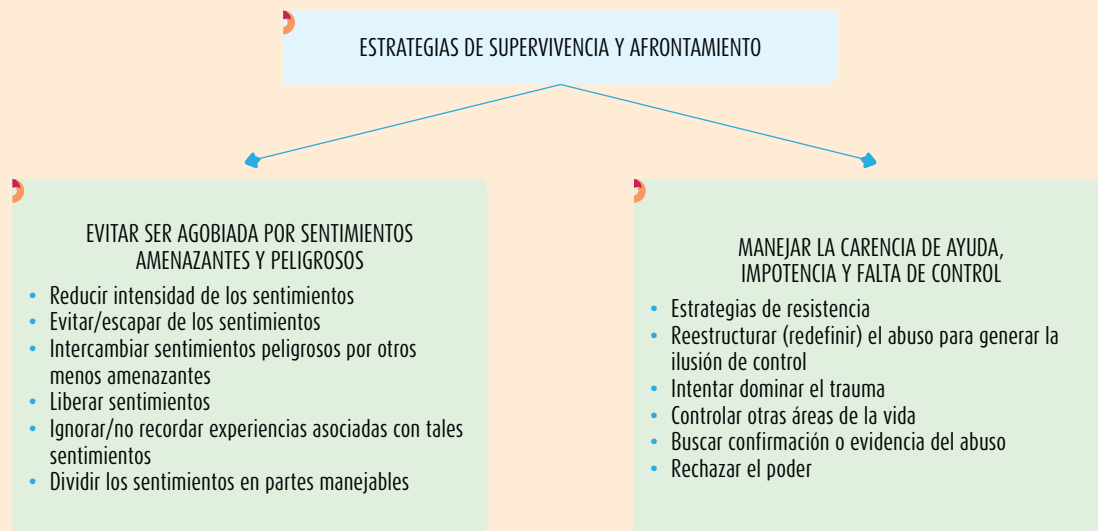 ESTRATEGIAS DE SUPERVIVENCIA Y AFRONTAMIENTO
EVITAR SER AGOBIADA POR SENTIMIENTOS
AMENAZANTES Y PELIGROSOS
• Reducir intensidad de los sentimientos
• Evitar/escapar de los sentimientos
• Intercambiar sentimientos peligrosos por otros
menos amenazantes
• Liberar sentimientos
• Ignorar/no recordar experiencias asociadas con tales
sentimientos
• Dividir los sentimientos en partes manejables
MANEJAR LA CARENCIA DE AYUDA,
IMPOTENCIA Y FALTA DE CONTROL
• Estrategias de resistencia
• Reestructurar (redefinir) el abuso para generar la
ilusión de control
• Intentar dominar el trauma
• Controlar otras áreas de la vida
• Buscar confirmación o evidencia del abuso
• Rechazar el poder